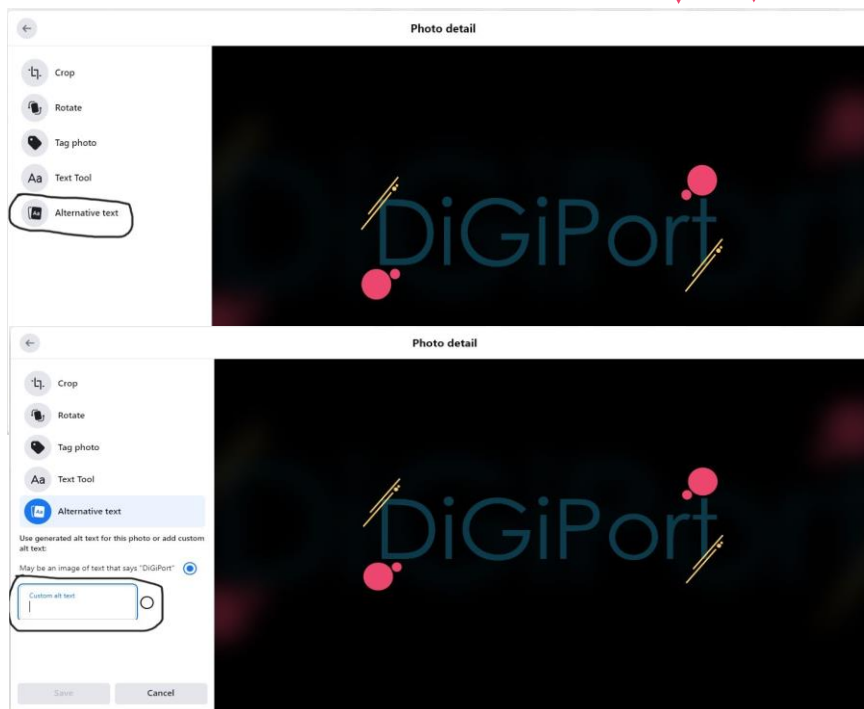 Photo detail
Crop
Rotate
Tag photo
Aa Text Tool
Aa Alternative text
DiGiPort
Photo detail
Crop
Rotate
Tag photo
Aa Text Tool
Aa Alternative text
Use generated alt text for this photo or add custom
alt text:
May be an image of text that says "DiGiPort"
Custom alt text
Save Cancel
DiGiPort